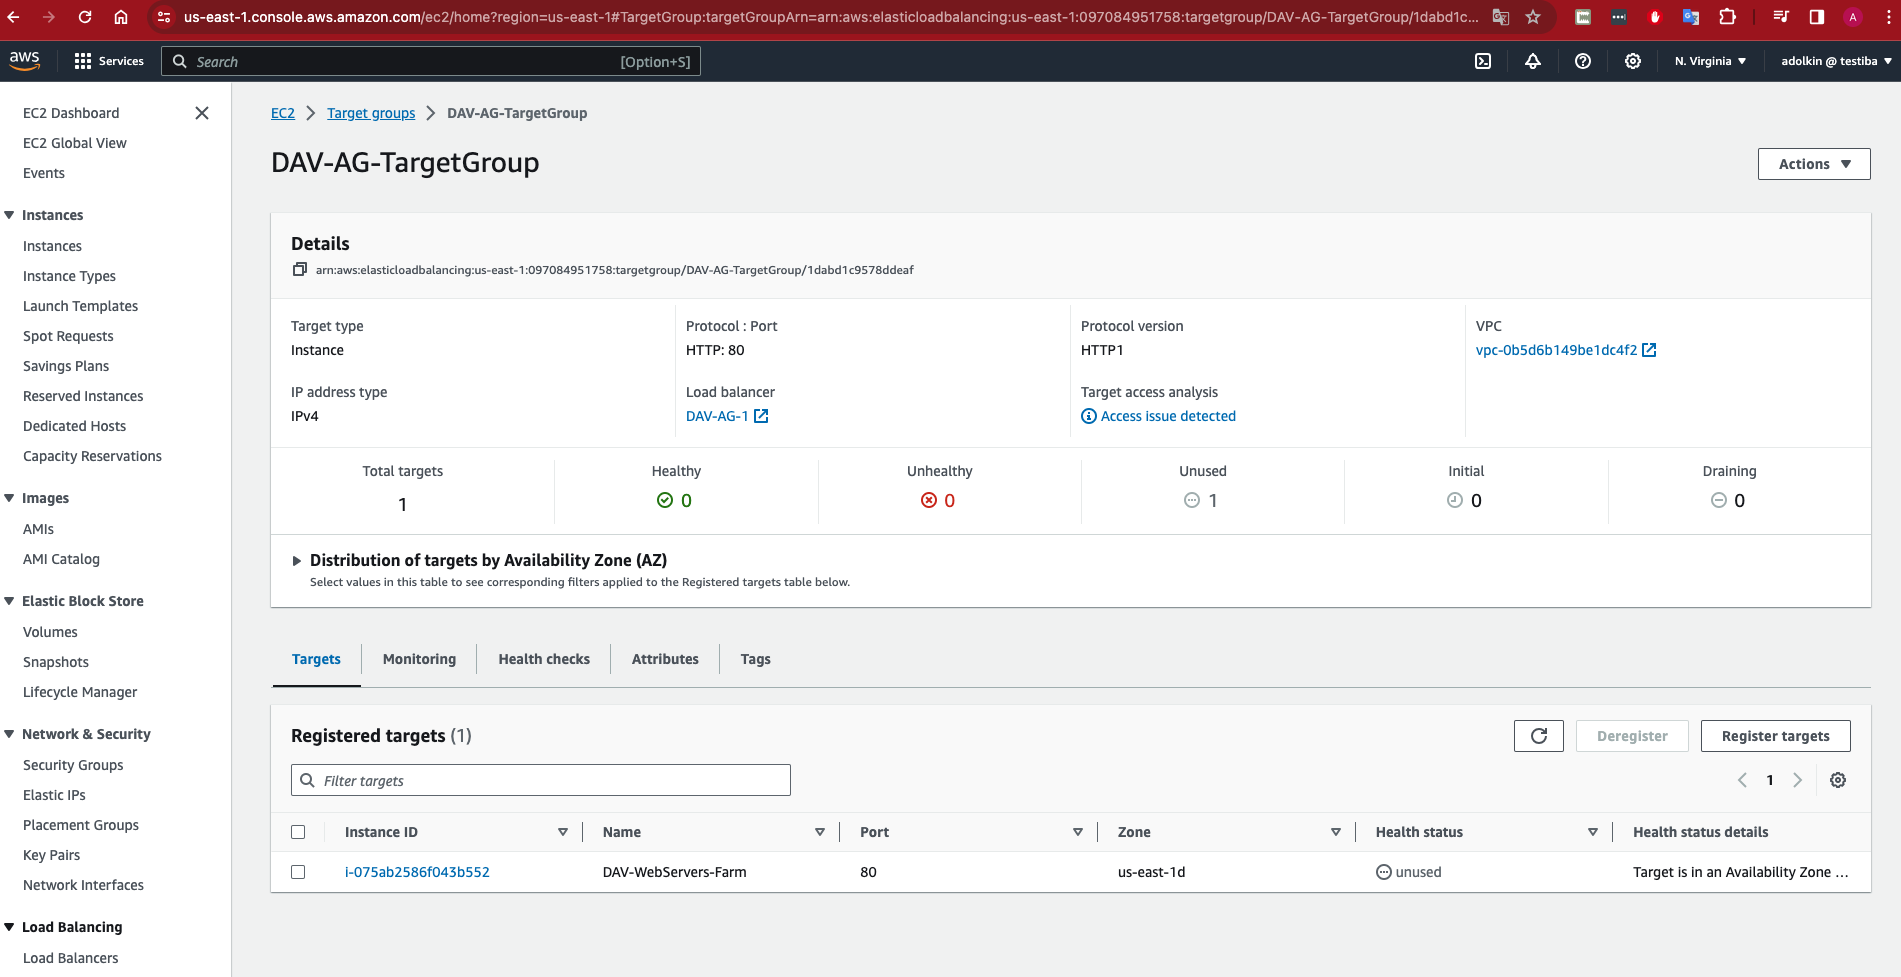 us-east-1.console.aws.amazon.com/ec2/home?region=us-east-1#TargetGroup:targetGroupArn=arn:aws:elasticloadbalancing:us-east-1:097084951758:targetgroup/DAV-AG-TargetGroup/1dabd1c...
A
aws
Services
Search
[Option+S]
N. Virginia
adolkin @ testiba
EC2 Dashboard
EC2 Global View
Events
Instances
Instances
Instance Types
Launch Templates
Spot Requests
Savings Plans
Reserved Instances
Dedicated Hosts
Capacity Reservations
Images
AMIs
AMI Catalog
Elastic Block Store
Volumes
Snapshots
Lifecycle Manager
Network & Security
Security Groups
Elastic IPs
Placement Groups
Key Pairs
Network Interfaces
Load Balancing
Load Balancers
EC2 > Target groups > DAV-AG-TargetGroup
DAV-AG-TargetGroup
Actions
Details
arn:aws:elasticloadbalancing:us-east-1:097084951758:targetgroup/DAV-AG-TargetGroup/1dabd1c9578ddeaf
Target type
Instance
Protocol : Port
HTTP: 80
Protocol version
HTTP1
VPC
vpc-0b5d6b149be1dc4f2
IP address type
IPv4
Load balancer
DAV-AG-1
Target access analysis
Access issue detected
Total targets
1
Healthy
0
Unhealthy
0
Unused
1
Initial
0
Draining
0
Distribution of targets by Availability Zone (AZ)
Select values in this table to see corresponding filters applied to the Registered targets table below.
Targets
Monitoring
Health checks
Attributes
Tags
Registered targets (1)
Deregister
Register targets
Filter targets
1
Instance ID
Name
Port
Zone
Health status
Health status details
i-075ab2586f043b552
DAV-WebServers-Farm
80
us-east-1d
unused
Target is in an Availability Zone ...